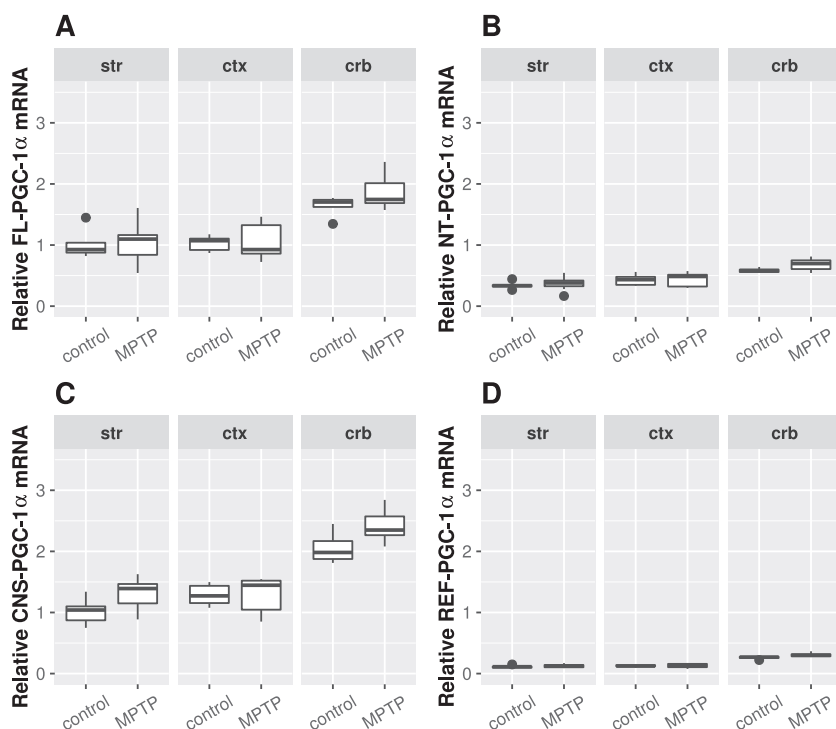 A
Relative FL-PGC-1α mRNA
str ctx crb
3
2
1
0
control MPTP control MPTP control MPTP
B
Relative NT-PGC-1α mRNA
str ctx crb
3
2
1
0
control MPTP control MPTP control MPTP
C
Relative CNS-PGC-1α mRNA
str ctx crb
3
2
1
0
control MPTP control MPTP control MPTP
D
Relative REF-PGC-1α mRNA
str ctx crb
3
2
1
0
control MPTP control MPTP control MPTP